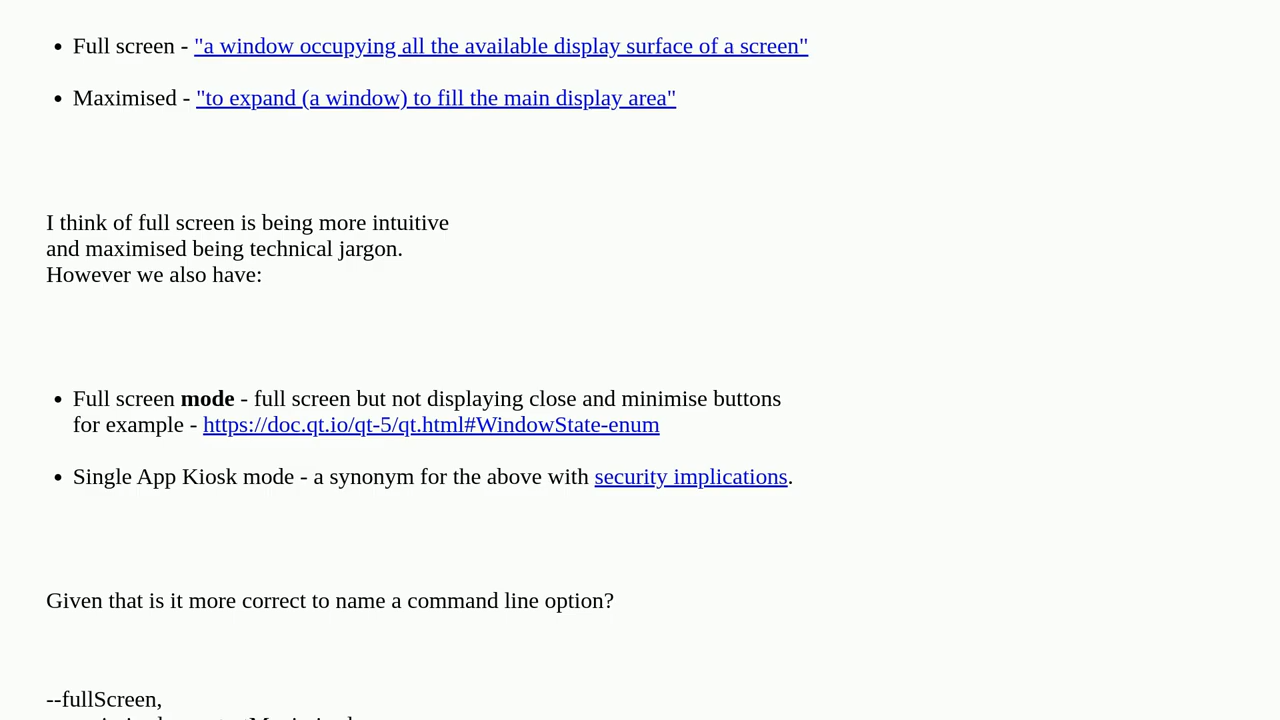 Full screen - "a window occupying all the available display surface of a screen"
Maximised - "to expand (a window) to fill the main display area"
I think of full screen is being more intuitive
and maximised being technical jargon.
However we also have:
Full screen mode - full screen but not displaying close and minimise buttons
for example - https://doc.qt.io/qt-5/qt.html#WindowState-enum
Single App Kiosk mode - a synonym for the above with security implications.
Given that is it more correct to name a command line option?
--fullScreen,